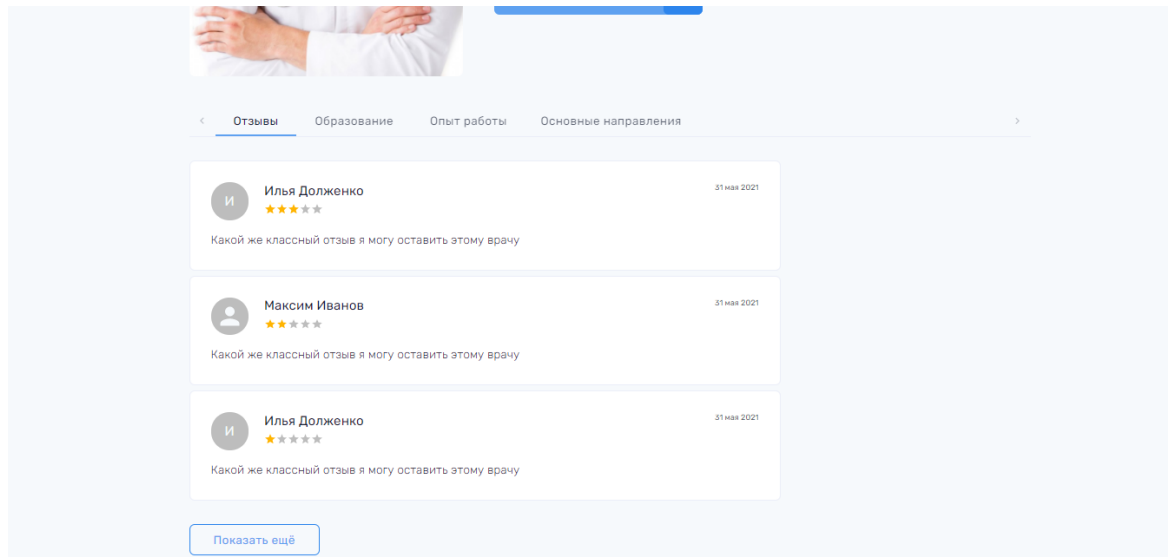 Отзывы Образование Опыт работы Основные направления
И
Илья Долженко
31 мая 2021
Какой же классный отзыв я могу оставить этому врачу
Максим Иванов
31 мая 2021
Какой же классный отзыв я могу оставить этому врачу
И
Илья Долженко
31 мая 2021
Какой же классный отзыв я могу оставить этому врачу
Показать ещё